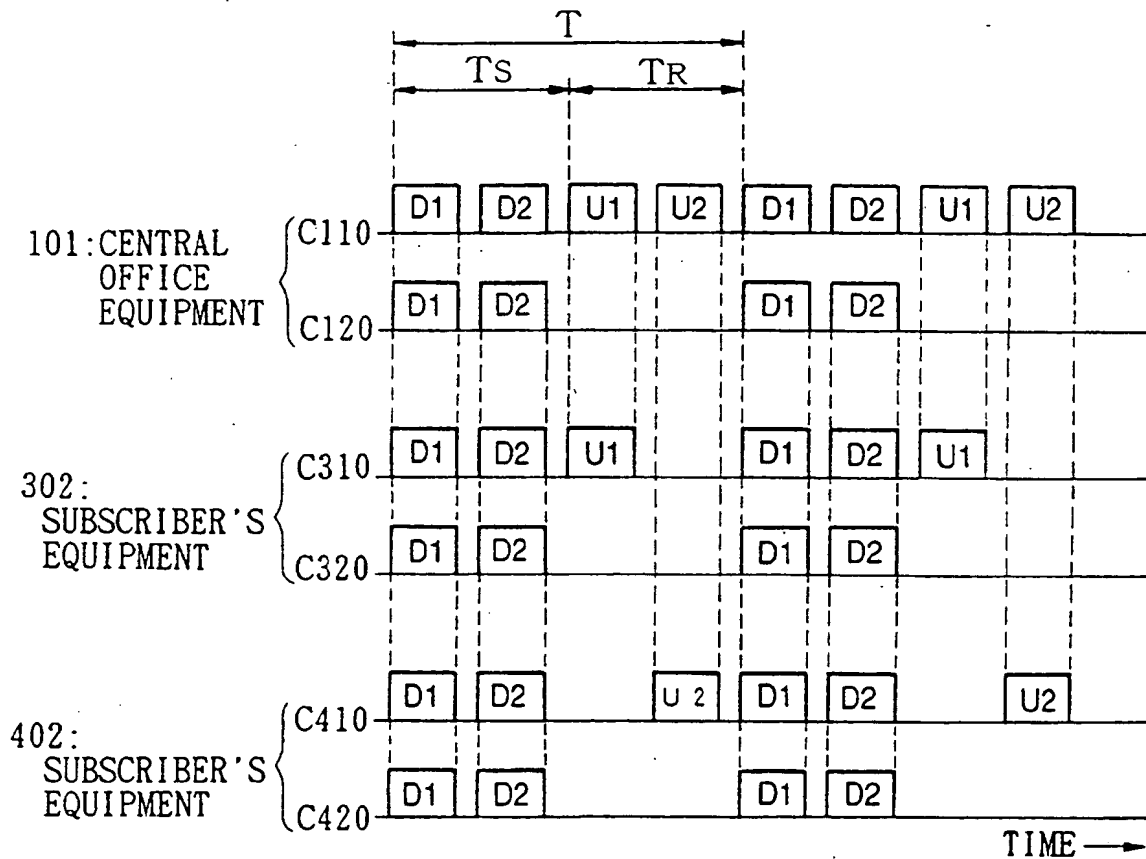 T
TS TR
D1 D2 U1 U2 D1 D2 U1 U2
C110
101:CENTRAL
OFFICE
EQUIPMENT
D1 D2 D1 D2
C120
D1 D2 U1 D1 D2 U1
C310
302:
SUBSCRIBER'S
EQUIPMENT
D1 D2 D1 D2
C320
D1 D2 U 2 D1 D2 U2
C410
402:
SUBSCRIBER'S
EQUIPMENT
D1 D2 D1 D2
C420
TIME